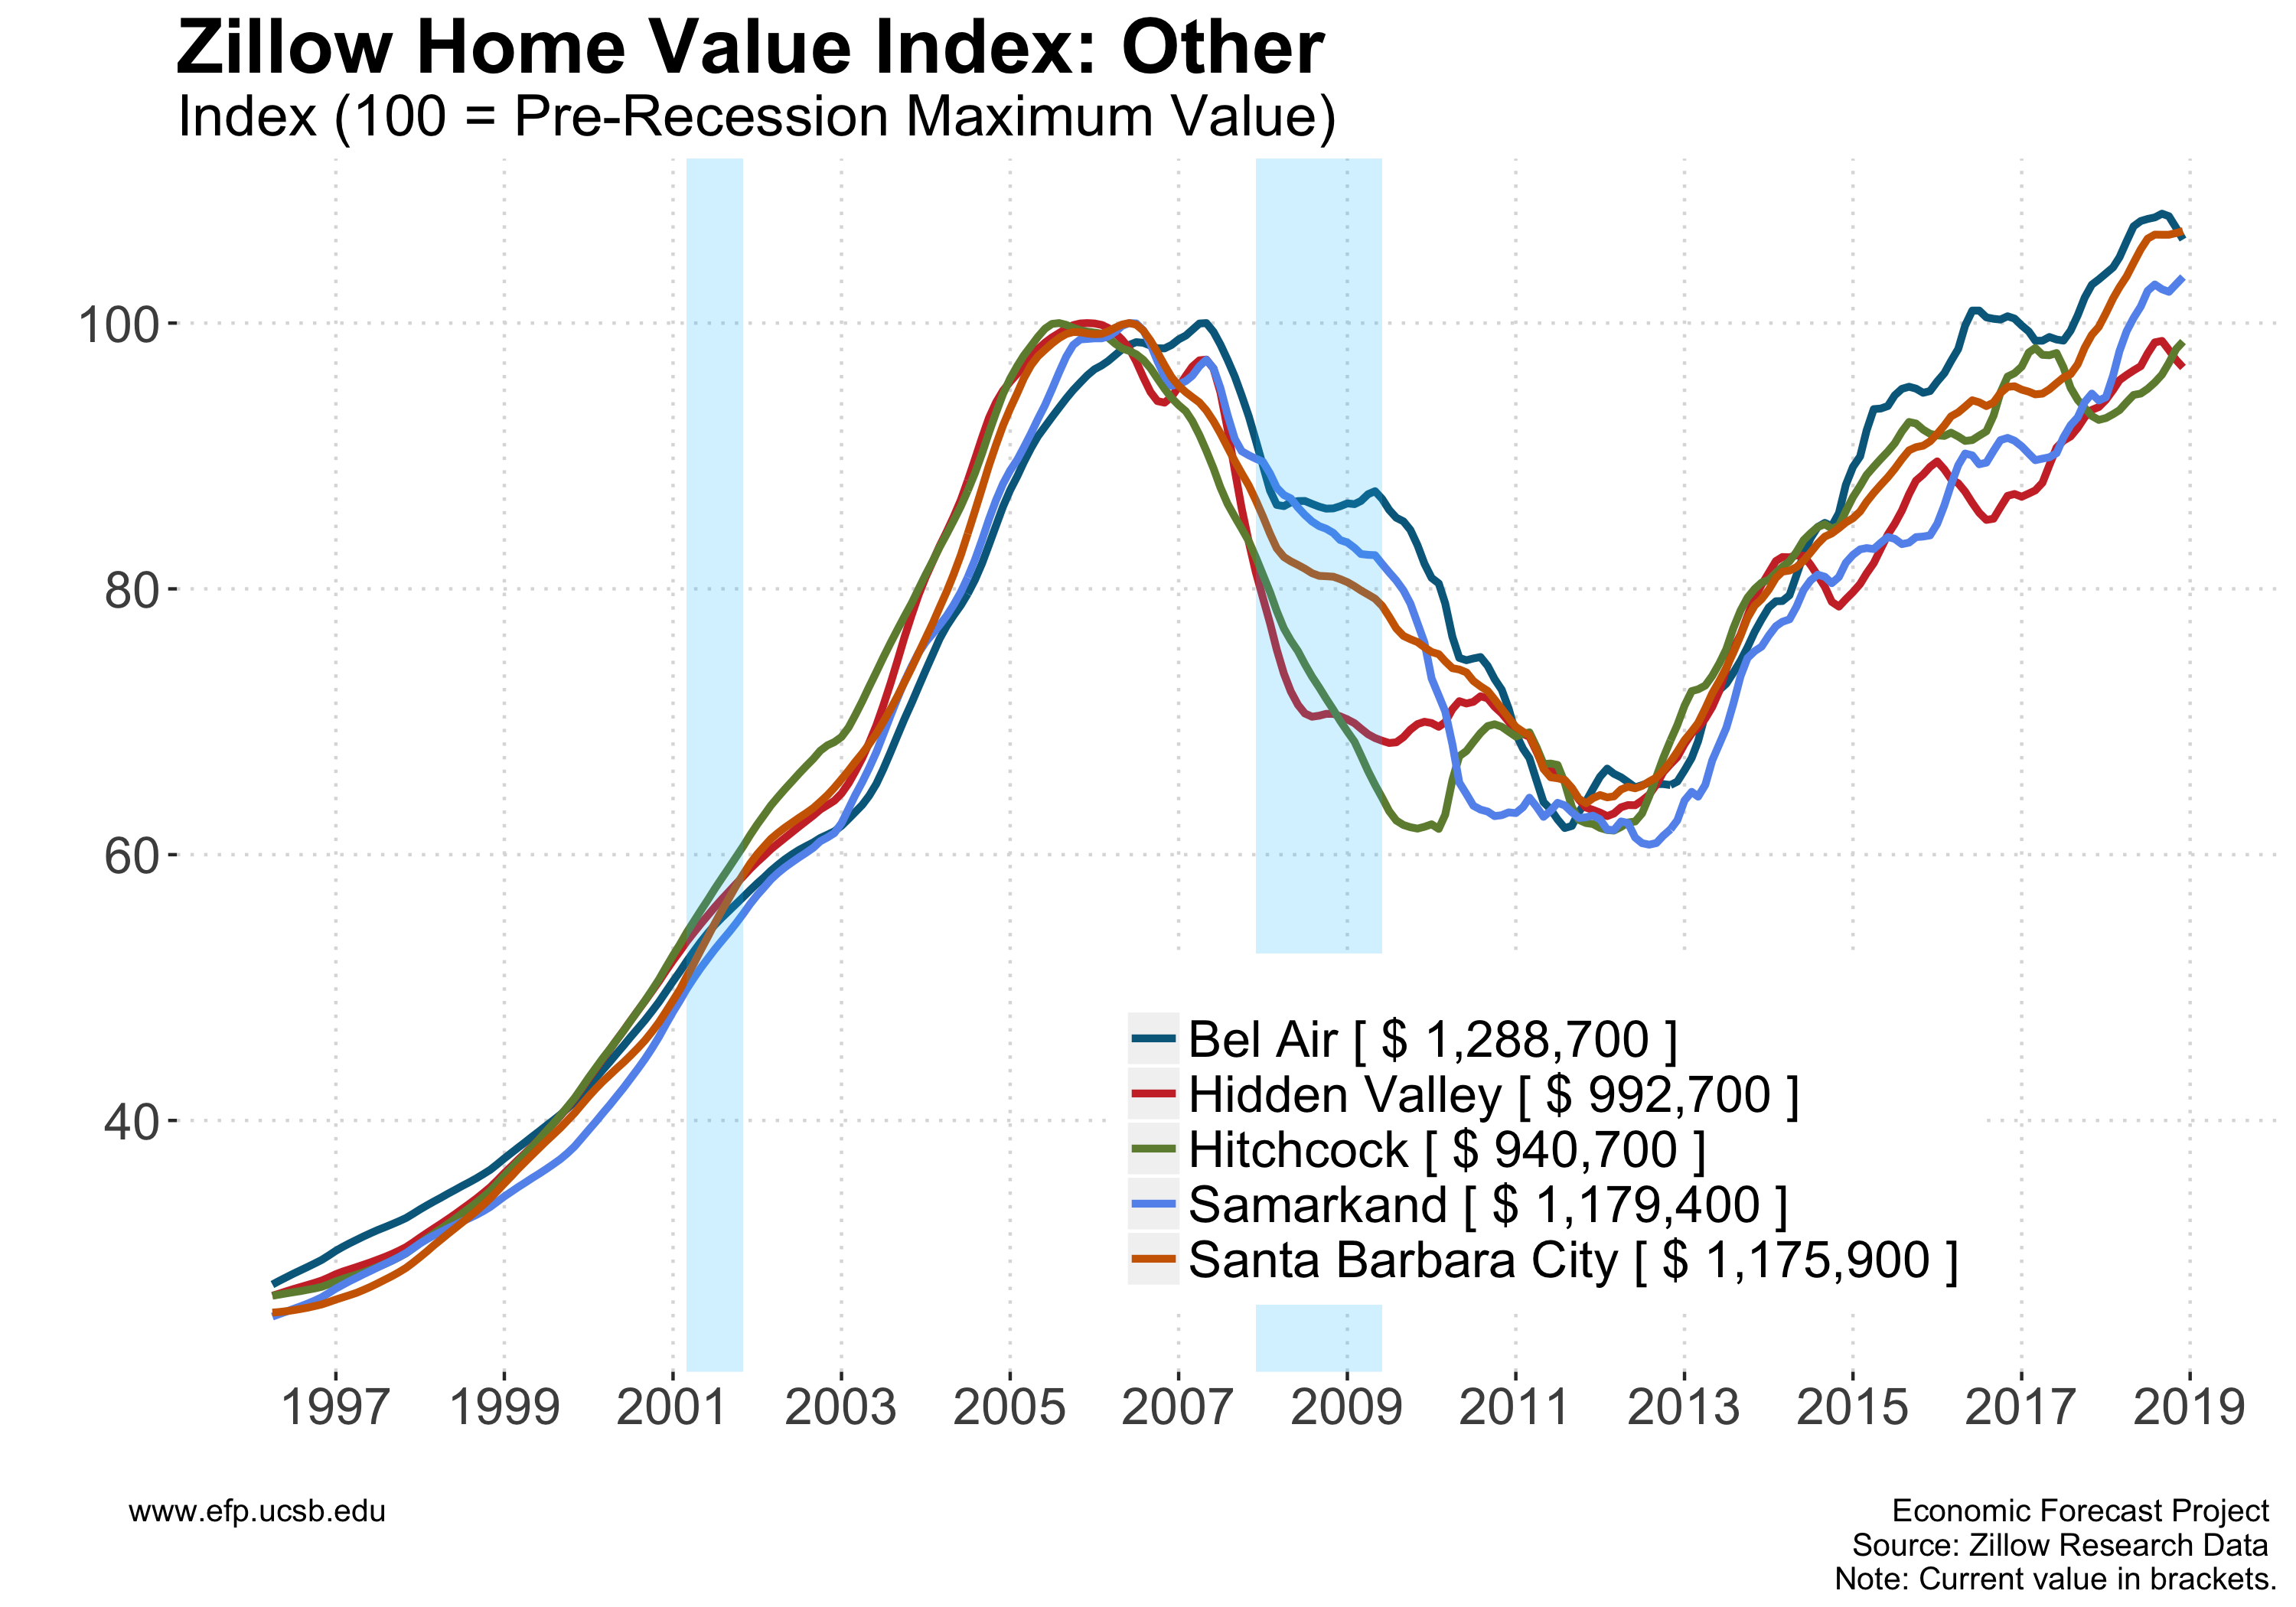 Zillow Home Value Index: Other
Index (100 = Pre-Recession Maximum Value)
100
80
60
40
Bel Air [ $ 1,288,700 ]
Hidden Valley [ $ 992,700 ]
Hitchcock [ $ 940,700 ]
Samarkand [ $ 1,179,400 ]
Santa Barbara City [ $ 1,175,900 ]
1997 1999 2001 2003 2005 2007 2009 2011 2013 2015 2017 2019
www.efp.ucsb.edu
Economic Forecast Project
Source: Zillow Research Data
Note: Current value in brackets.